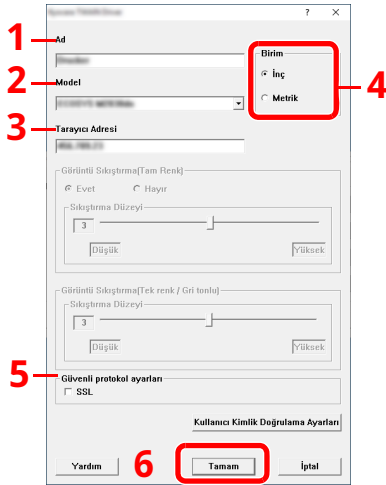 ? X
1 Ad
Birim
İnç
Metrik
4
2 Model
3 Tarayıcı Adresi
Görüntü Sıkıştırma(Tam Renk)
Evet Hayır
Sıkıştırma Düzeyi
3
Düşük Yüksek
Görüntü Sıkıştırma(Tek renk / Gri tonlu)
Sıkıştırma Düzeyi
3
Düşük Yüksek
5 Güvenli protokol ayarları
SSL
Kullanıcı Kimlik Doğrulama Ayarları
Yardım 6 Tamam İptal